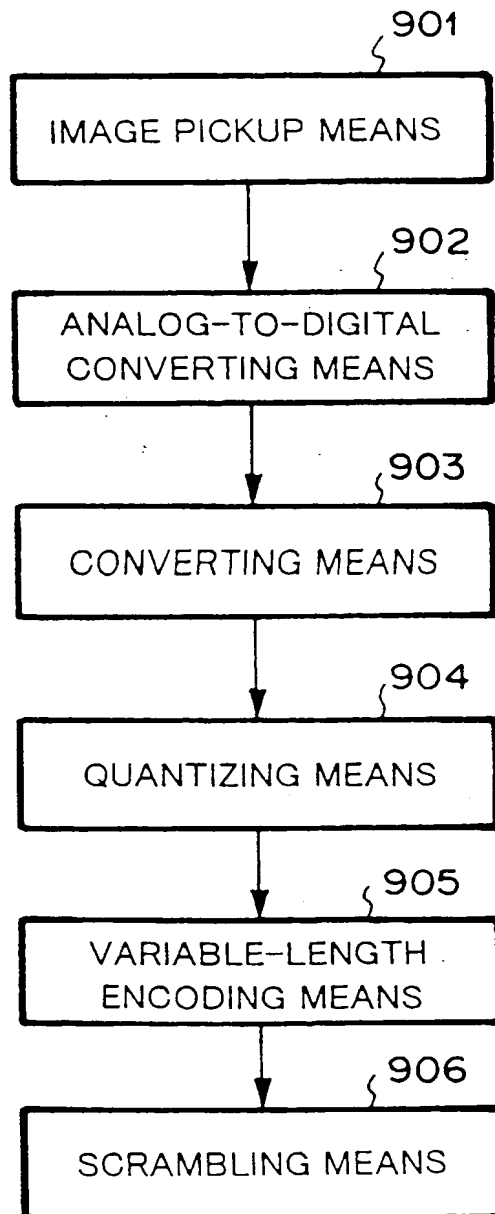 901
IMAGE PICKUP MEANS
902
ANALOG-TO-DIGITAL
CONVERTING MEANS
903
CONVERTING MEANS
904
QUANTIZING MEANS
905
VARIABLE-LENGTH
ENCODING MEANS
906
SCRAMBLING MEANS